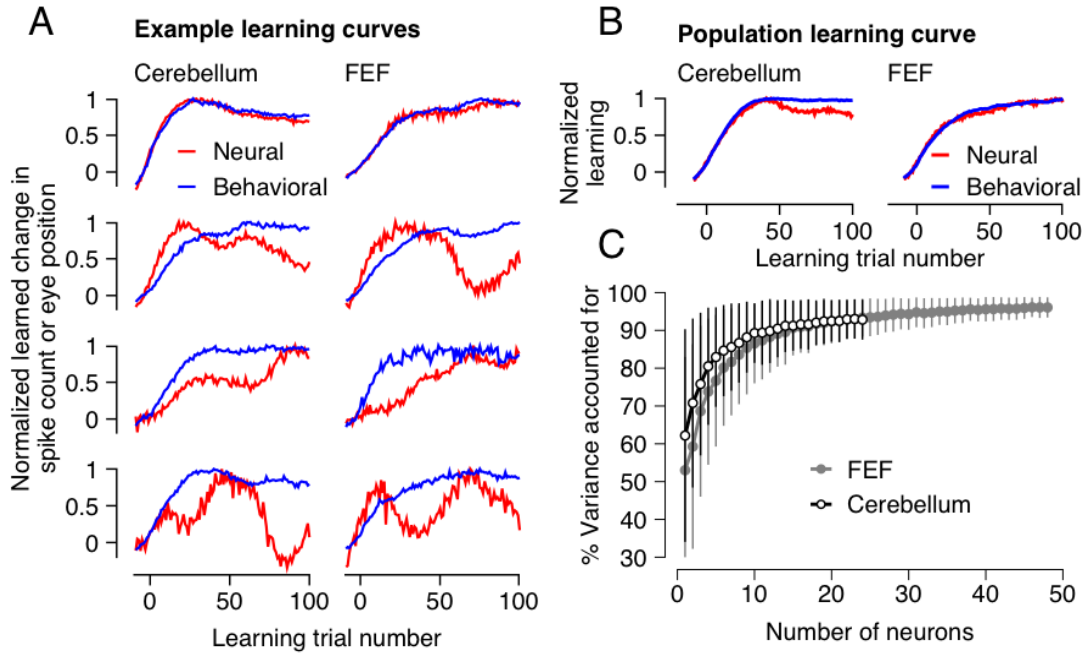 A
Example learning curves
Cerebellum
FEF
1
0.5
0
Neural
Behavioral
1
0.5
0
1
0.5
0
1
0.5
0
0
50
100
0
50
100
Learning trial number
Normalized learned change in
spike count or eye position
B
Population learning curve
Cerebellum
FEF
1
0.5
0
Normalized
learning
Neural
Behavioral
0
100
0
100
Learning trial number
C
100
90
80
70
60
50
40
30
% Variance accounted for
FEF
Cerebellum
0
10
20
30
40
50
Number of neurons